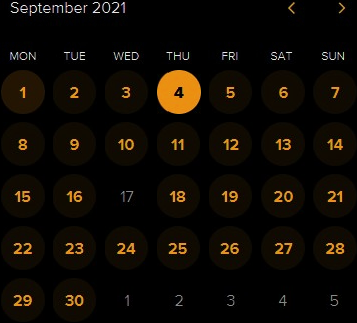 September 2021
MON TUE WED THU FRI SAT SUN
1 2 3 4 5 6 7
8 9 10 11 12 13 14
15 16 17 18 19 20 21
22 23 24 25 26 27 28
29 30 1 2 3 4 5